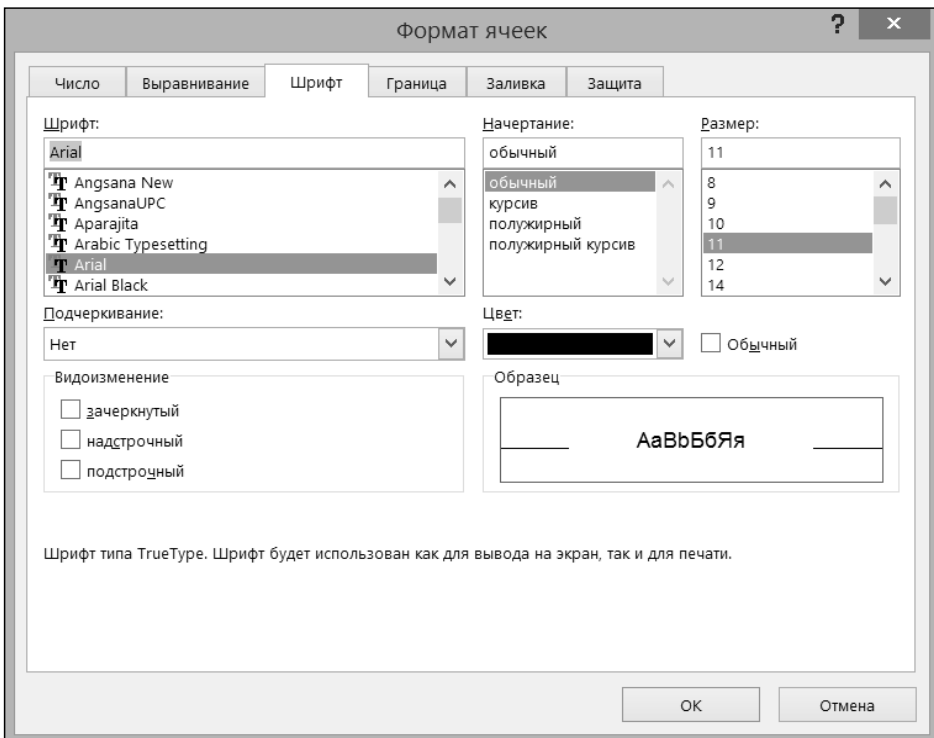 Формат ячеек
?
×
Число Выравнивание Шрифт Граница Заливка Защита
Шрифт: Начертание: Размер:
Arial обычный 11
Angsana New обычный 8
AngsanaUPC курсив 9
Aparajita полужирный 10
Arabic Typesetting полужирный курсив 11
Arial 12
Arial Black 14
Подчеркивание: Цвет:
Нет Обычный
Видоизменение Образец
зачеркнутый
надстрочный АаBbБбЯя
подстрочный
Шрифт типа TrueType. Шрифт будет использован как для вывода на экран, так и для печати.
ОК Отмена